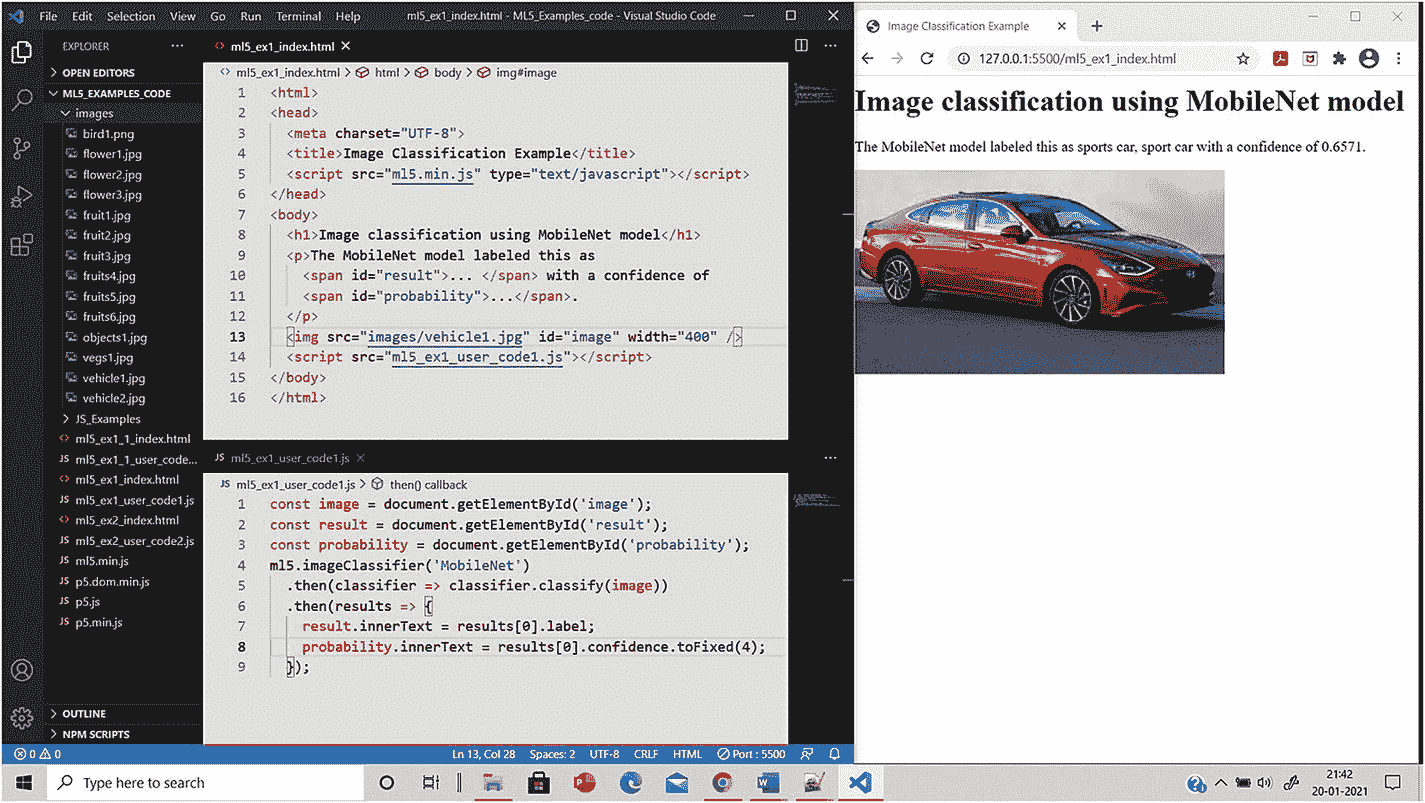 File Edit Selection View Go Run Terminal Help ml5_ex1_index.html - ML5_Examples_code - Visual Studio Code
EXPLORER
OPEN EDITORS
ML5_EXAMPLES_CODE
images
bird1.png
flower1.jpg
flower2.jpg
flower3.jpg
fruit1.jpg
fruit2.jpg
fruit3.jpg
fruits4.jpg
fruits5.jpg
fruits6.jpg
objects1.jpg
vegs1.jpg
vehicle1.jpg
vehicle2.jpg
JS_Examples
<> ml5_ex1_1_index.html
JS ml5_ex1_1_user_code...
<> ml5_ex1_index.html
JS ml5_ex1_user_code1.js
<> ml5_ex2_index.html
JS ml5_ex2_user_code2.js
JS ml5.min.js
JS p5.dom.min.js
JS p5.js
JS p5.min.js
OUTLINE
NPM SCRIPTS
<> ml5_ex1_index.html
<> ml5_ex1_index.html > html > body > img#image
1 <html>
2 <head>
3 <meta charset="UTF-8">
4 <title>Image Classification Example</title>
5 <script src="ml5.min.js" type="text/javascript"></script>
6 </head>
7 <body>
8 <h1>Image classification using MobileNet model</h1>
9 <p>The MobileNet model labeled this as
10 <span id="result">... </span> with a confidence of
11 <span id="probability">...</span>.
12 </p>
13 <img src="images/vehicle1.jpg" id="image" width="400" />
14 <script src="ml5_ex1_user_code1.js"></script>
15 </body>
16 </html>
JS ml5_ex1_user_code1.js
JS ml5_ex1_user_code1.js > then() callback
1 const image = document.getElementById('image');
2 const result = document.getElementById('result');
3 const probability = document.getElementById('probability');
4 ml5.imageClassifier('MobileNet')
5 .then(classifier => classifier.classify(image))
6 .then(results => {
7 result.innerText = results[0].label;
8 probability.innerText = results[0].confidence.toFixed(4);
9 });
0 0 Ln 13, Col 28 Spaces: 2 UTF-8 CRLF HTML Port : 5500
Image Classification Example
127.0.0.1:5500/ml5_ex1_index.html
Image classification using MobileNet model
The MobileNet model labeled this as sports car, sport car with a confidence of 0.6571.
Type here to search
21:42
20-01-2021